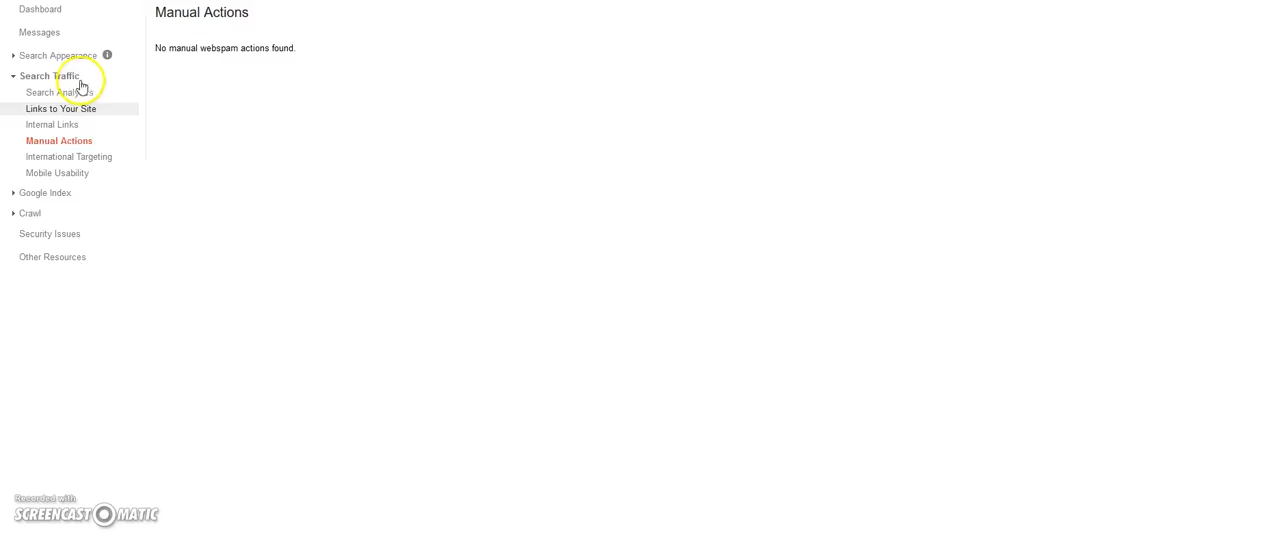 Dashboard
Messages
Search Appearance
Search Traffic
Search Analytics
Links to Your Site
Internal Links
Manual Actions
International Targeting
Mobile Usability
Google Index
Crawl
Security Issues
Other Resources
Manual Actions
No manual webspam actions found.
Recorded with
SCREENCAST MATIC